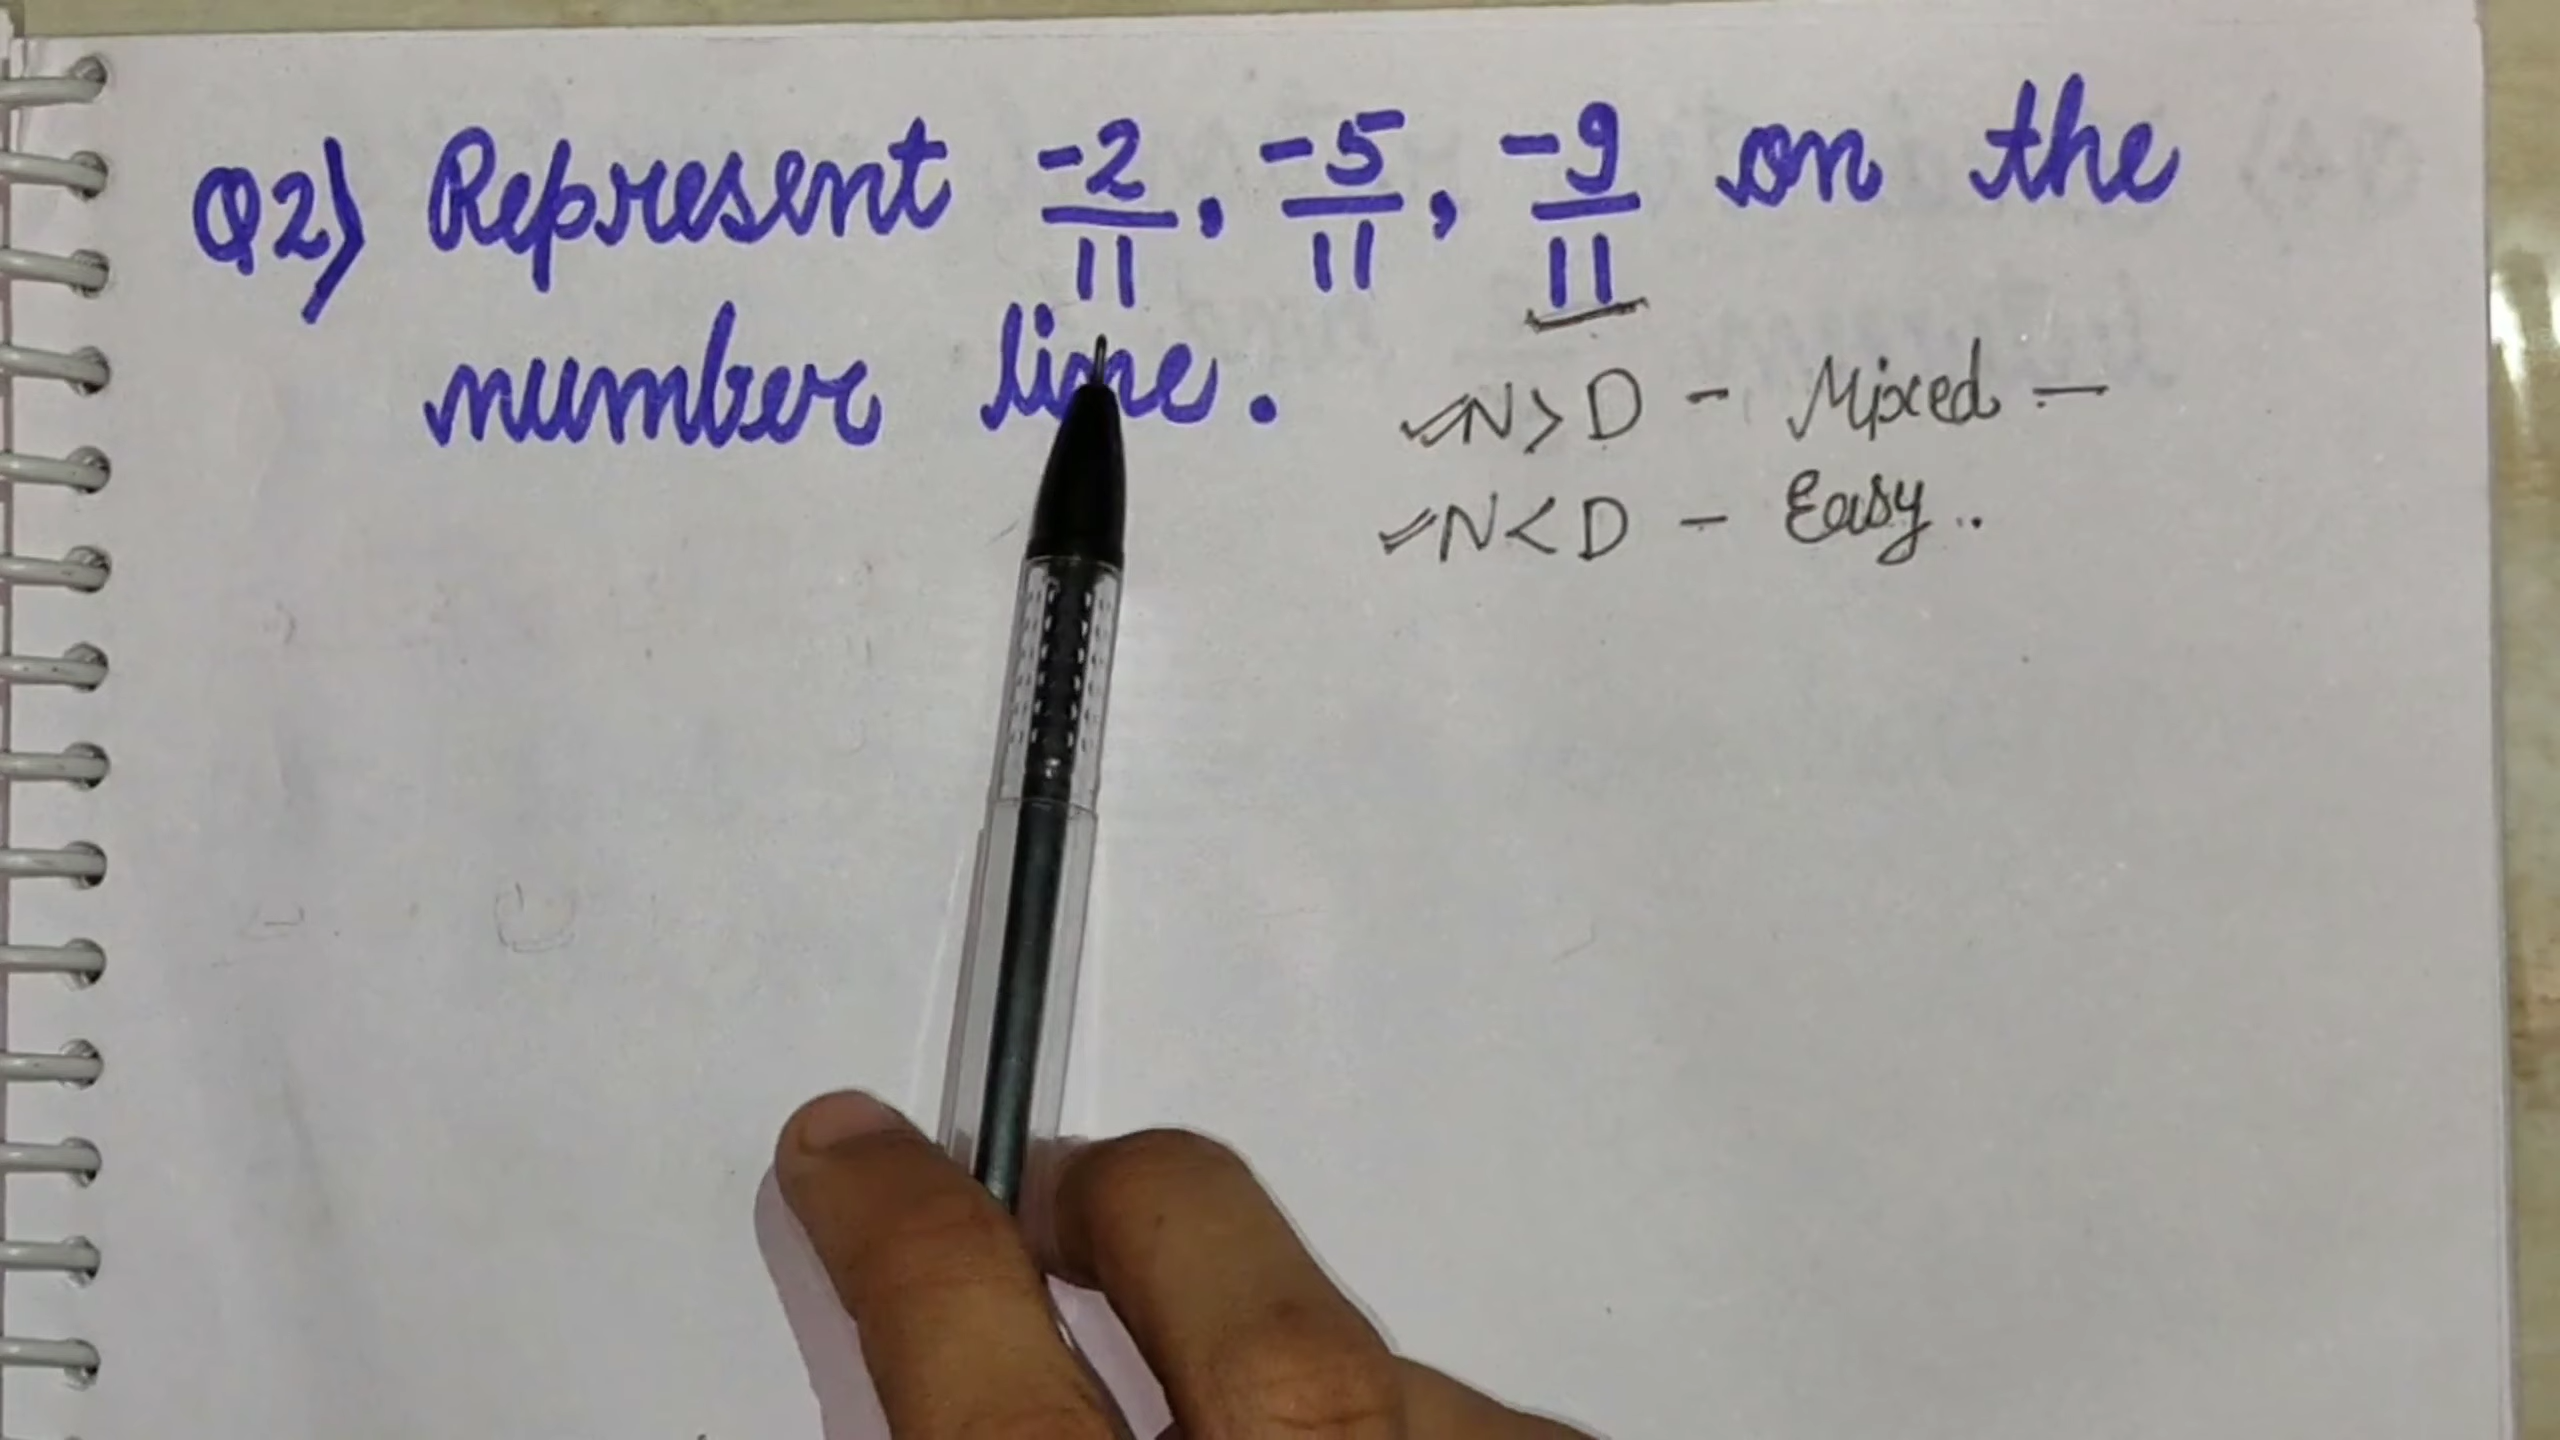 Q2) Represent -2/11, -5/11, -9/11 on the
number line.
N > D - Mixed -
N < D - Easy ..